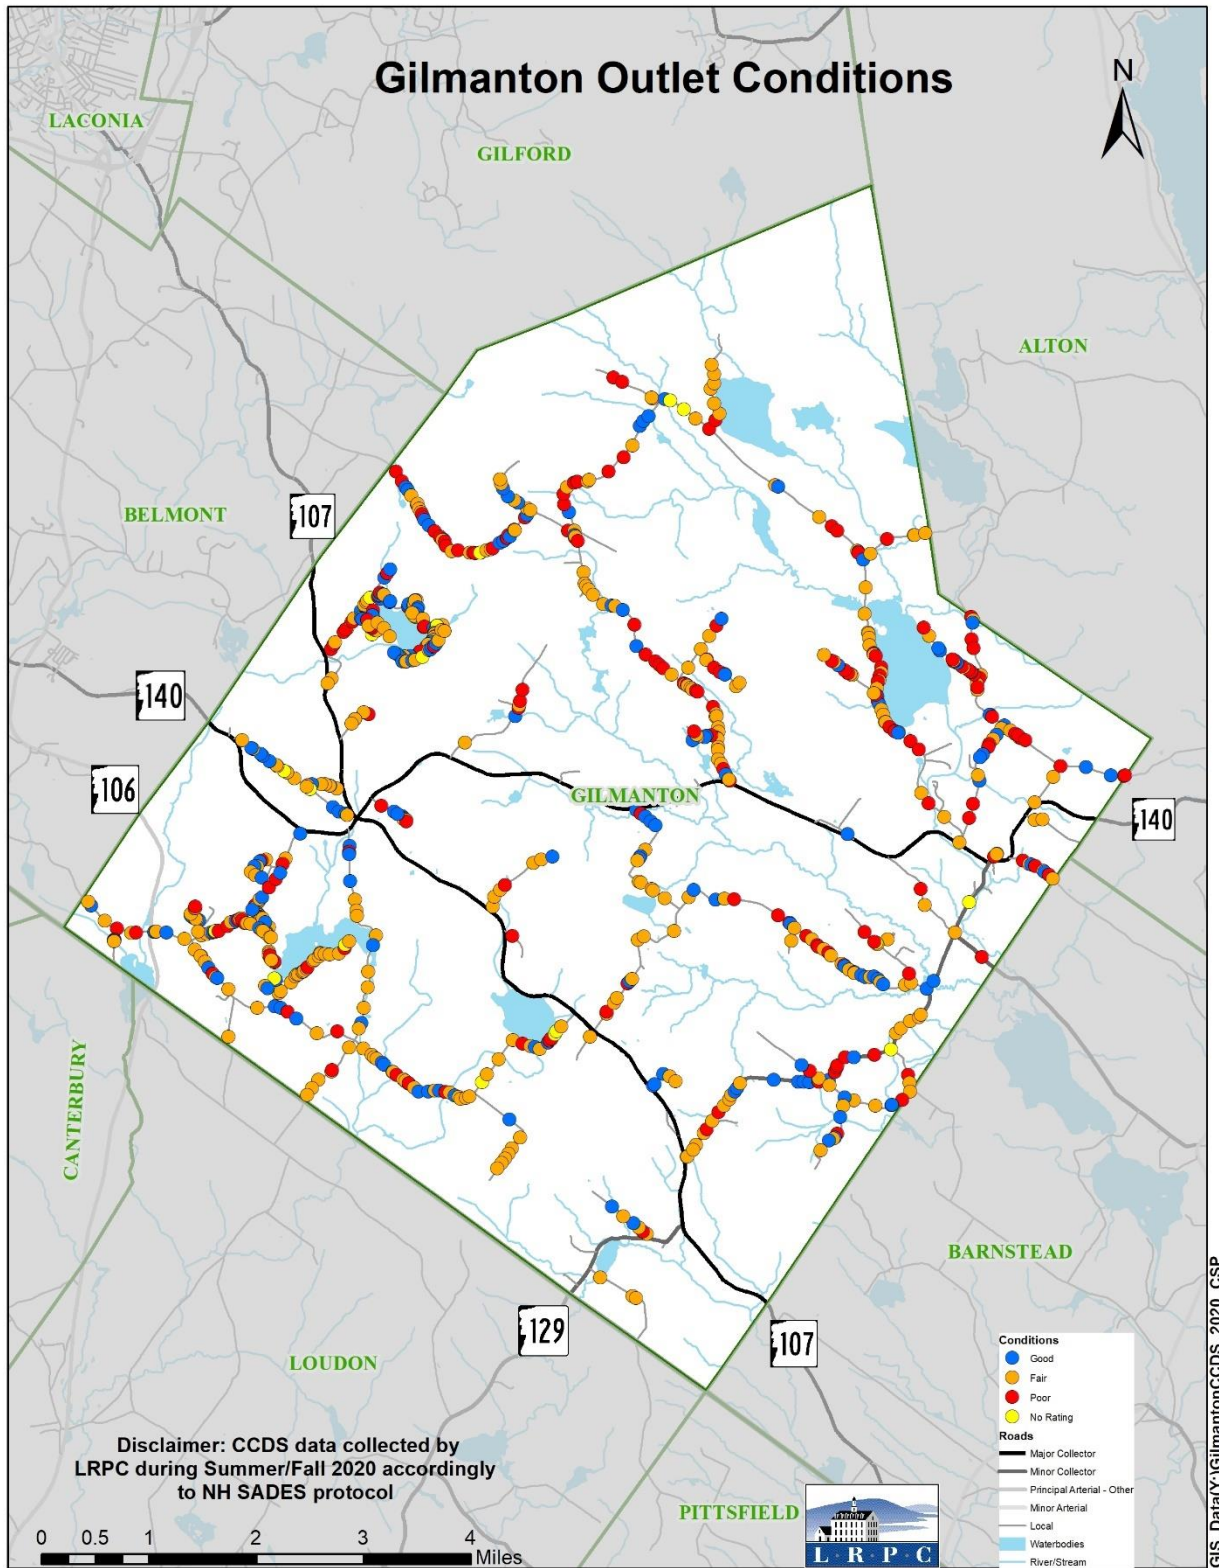 Gilmanton Outlet Conditions
N
LACONIA
GILFORD
ALTON
BELMONT
107
140
106
GILMANTON
140
CANTERBURY
BARNSTEAD
129
107
LOUDON
PITTSFIELD
Disclaimer: CCDS data collected by
LRPC during Summer/Fall 2020 accordingly
to NH SADES protocol
0 0.5 1 2 3 4
Miles
L·R·P·C
Conditions
Good
Fair
Poor
No Rating
Roads
Major Collector
Minor Collector
Principal Arterial - Other
Minor Arterial
Local
Waterbodies
River/Stream